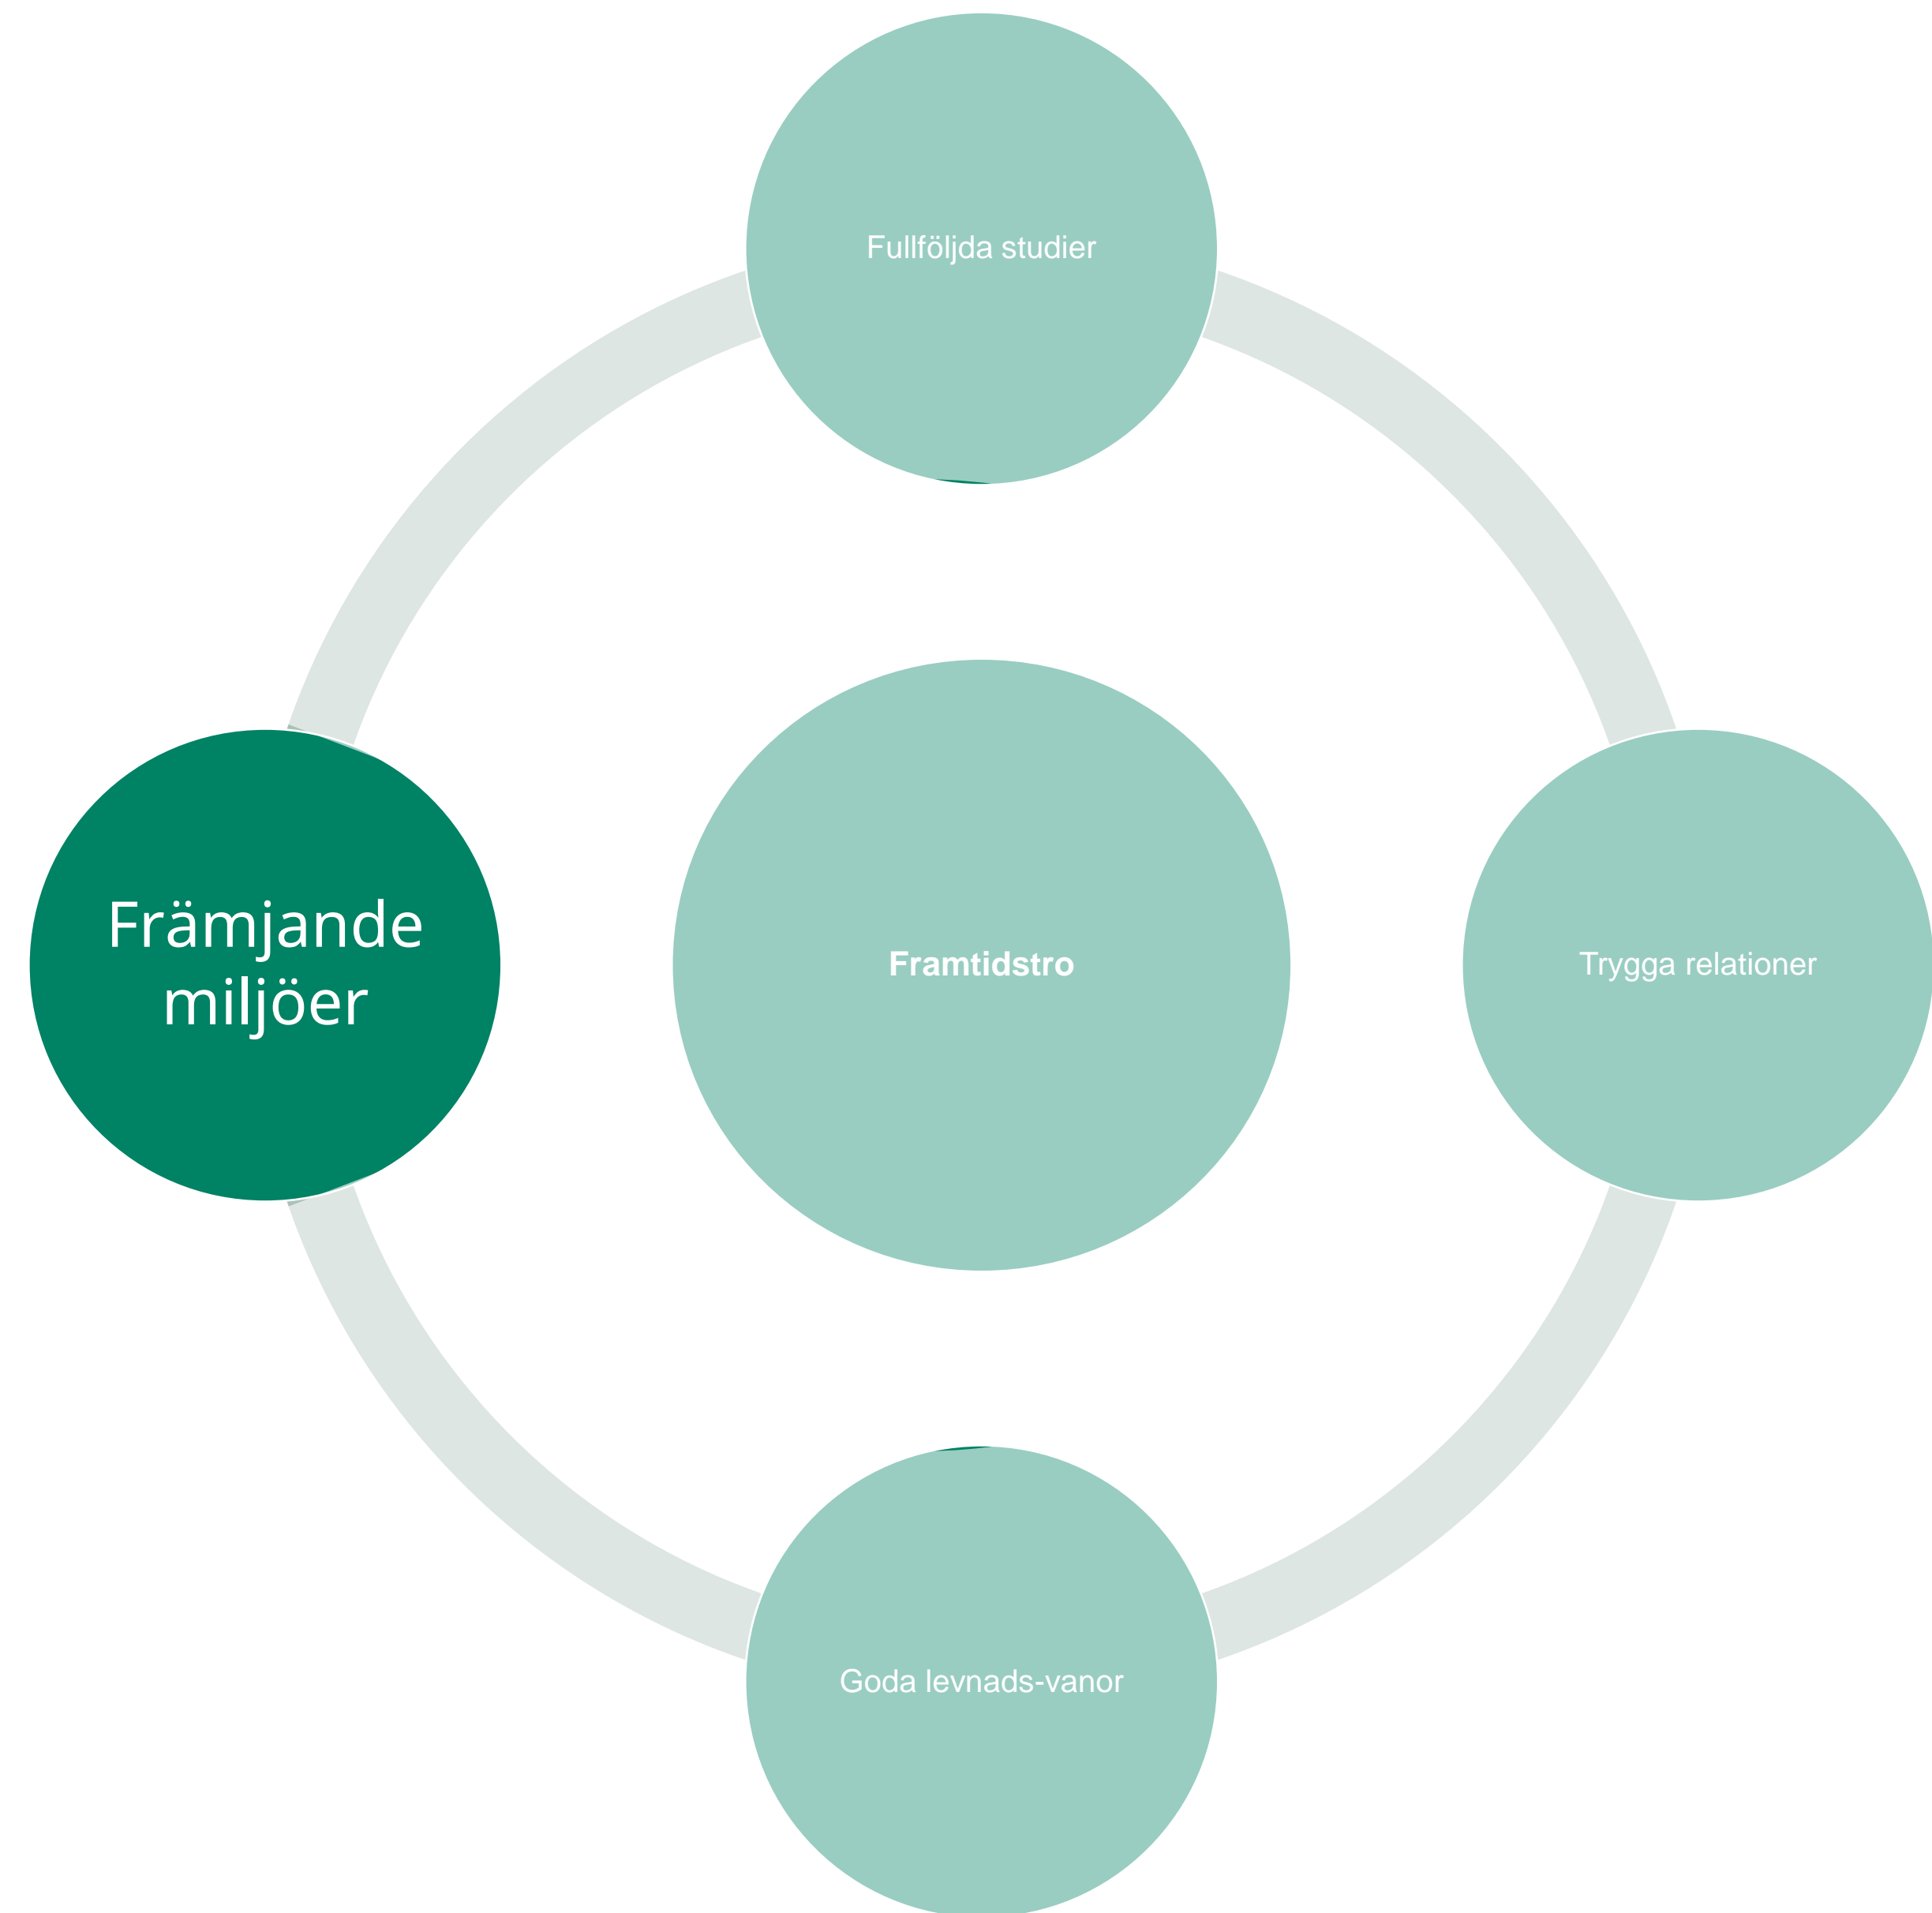 Fullföljda studier
Främjande
miljöer
Framtidstro
Trygga relationer
Goda levnads-vanor